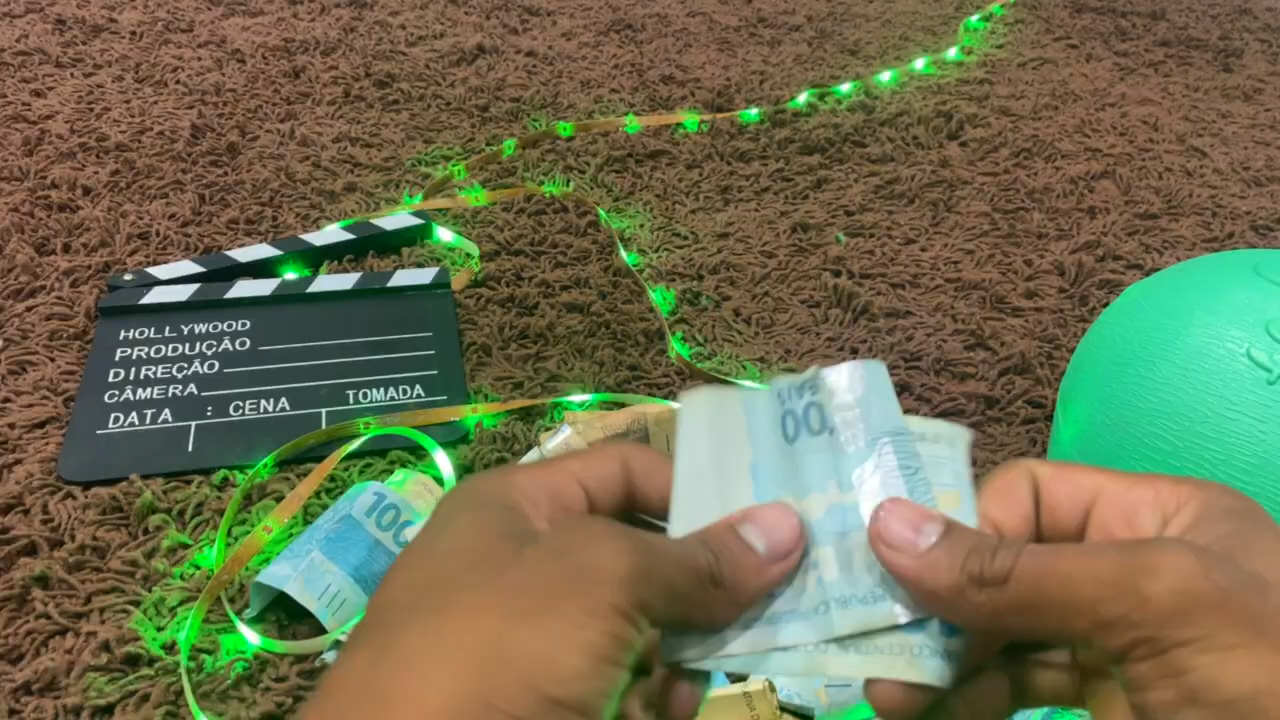 HOLLYWOOD
PRODUÇÃO
DIREÇÃO
CÂMERA
DATA : CENA TOMADA
100
00,